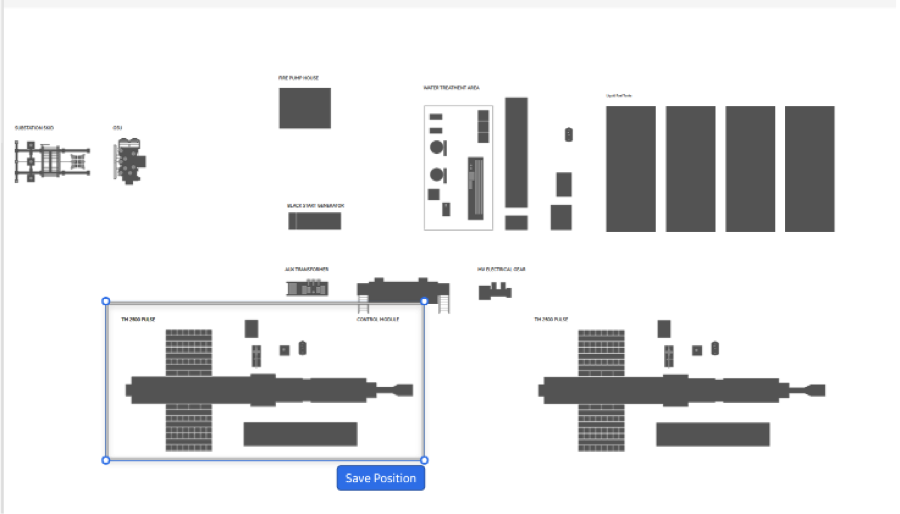 FIRE PUMP HOUSE
WATER TREATMENT AREA
Liquid Fuel Tanks
SUBSTATION SKID
GSU
BLACK START GENERATOR
AUX TRANSFORMER
MV ELECTRICAL GEAR
TM 2500 PULSE
CONTROL MODULE
TM 2500 PULSE
Save Position